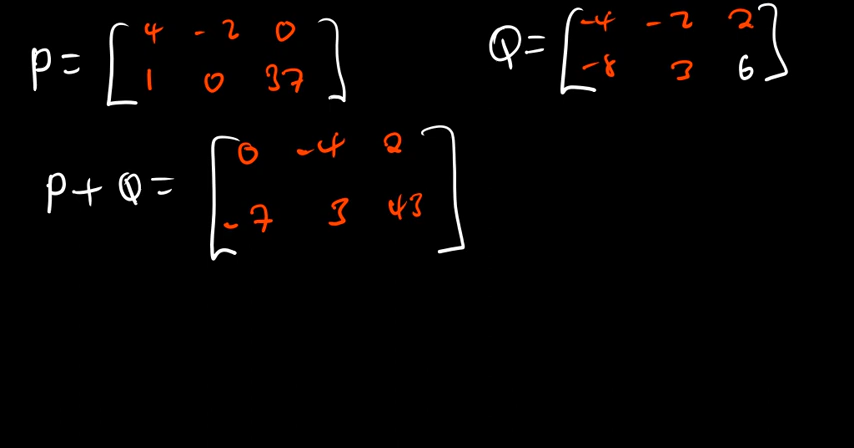 P = [ 4 -2 0 Q = [ -4 -2 2
1 0 37 ] -8 3 6 ]
P + Q = [ 0 -4 2
-7 3 43 ]